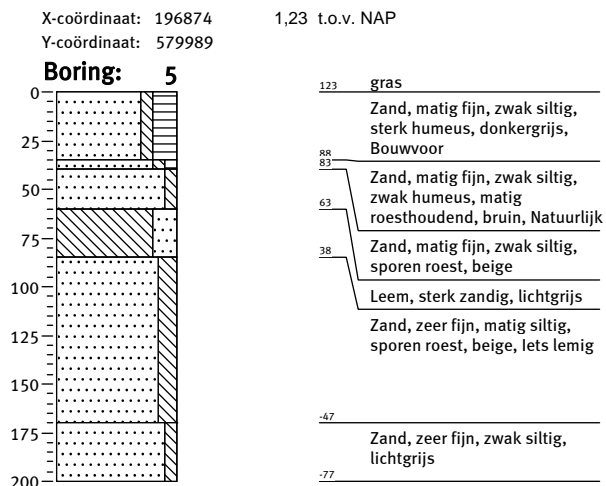 X-coördinaat: 196874 1,23 t.o.v. NAP
Y-coördinaat: 579989
Boring: 5
0
25
50
75
100
125
150
175
200
123 gras
Zand, matig fijn, zwak siltig,
sterk humeus, donkergrijs,
Bouwvoor
88
83
Zand, matig fijn, zwak siltig,
zwak humeus, matig
roesthoudend, bruin, Natuurlijk
63
Zand, matig fijn, zwak siltig,
sporen roest, beige
38
Leem, sterk zandig, lichtgrijs
Zand, zeer fijn, matig siltig,
sporen roest, beige, Iets lemig
-47
Zand, zeer fijn, zwak siltig,
lichtgrijs
-77